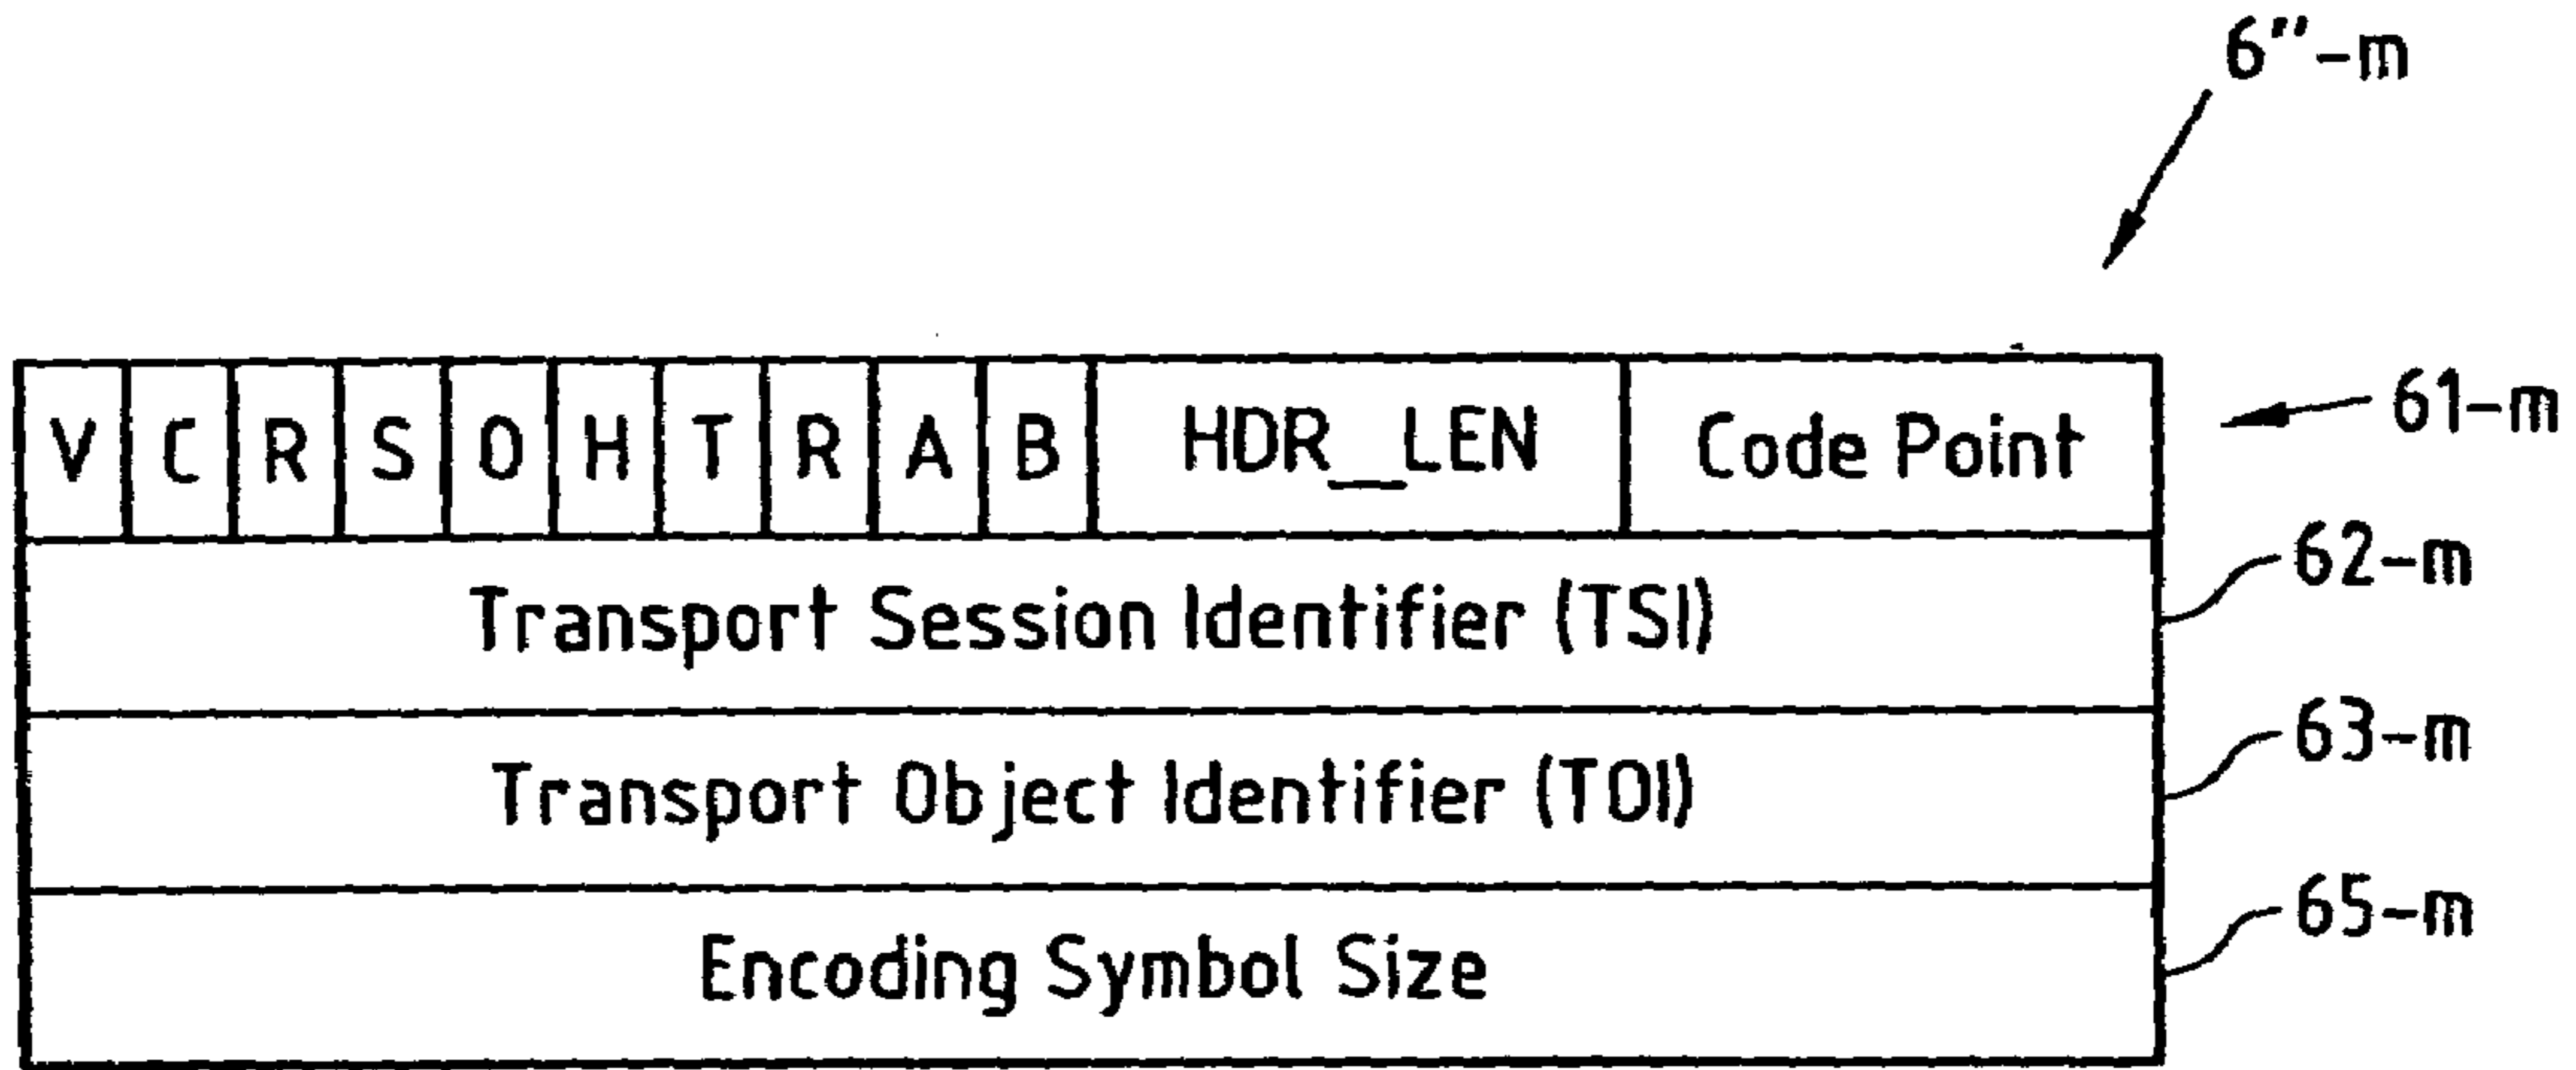 6''-m
V C R S O H T R A B HDR_LEN Code Point 61-m
Transport Session Identifier (TSI) 62-m
Transport Object Identifier (TOI) 63-m
Encoding Symbol Size 65-m